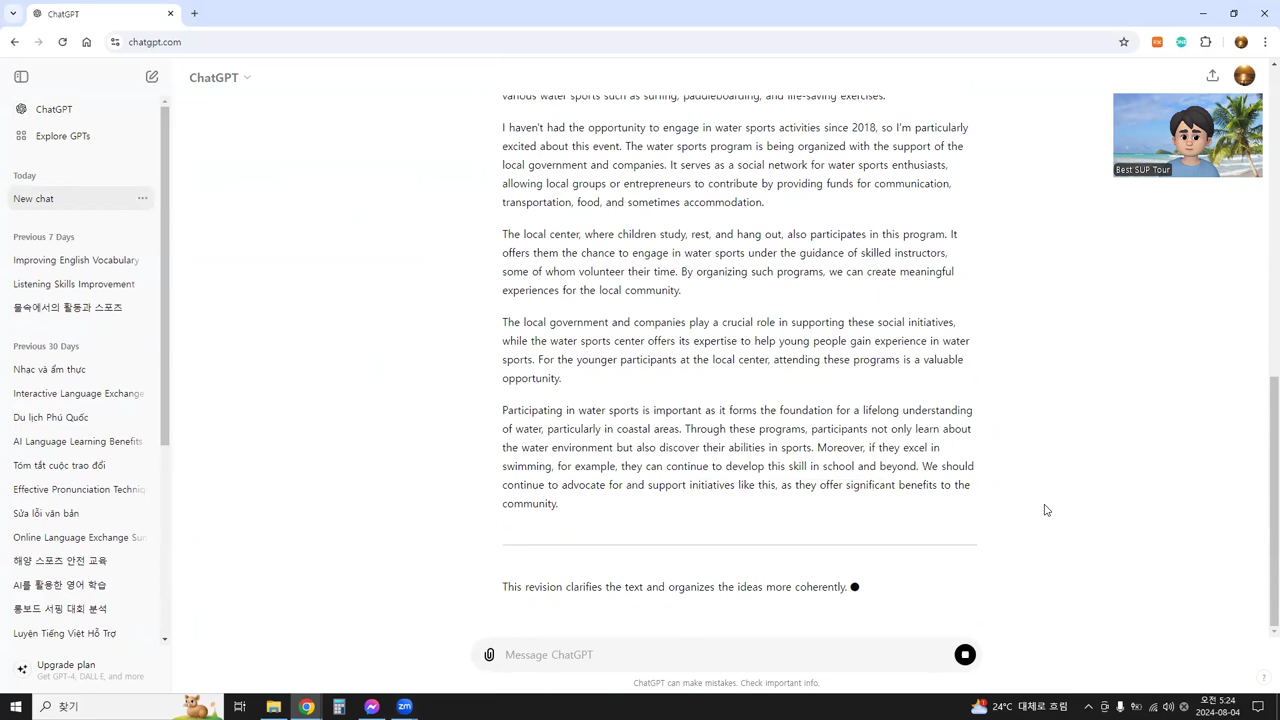 ChatGPT
chatgpt.com
ChatGPT
Best SUP Tour
ChatGPT
Explore GPTs
Today
New chat
Previous 7 Days
Improving English Vocabulary
Listening Skills Improvement
물속에서의 활동과 스포츠
Previous 30 Days
Nhạc và ẩm thực
Interactive Language Exchange
Du lịch Phú Quốc
AI Language Learning Benefits
Tóm tắt cuộc trao đổi
Effective Pronunciation Techniq
Sửa lỗi văn bản
Online Language Exchange Sun
해양 스포츠 안전 교육
AI를 활용한 영어 학습
롱보드 서핑 대회 분석
Luyện Tiếng Việt Hỗ Trợ
Upgrade plan
Get GPT-4, DALL·E, and more
various water sports such as surfing, paddleboarding, and life-saving exercises.
I haven't had the opportunity to engage in water sports activities since 2018, so I'm particularly
excited about this event. The water sports program is being organized with the support of the
local government and companies. It serves as a social network for water sports enthusiasts,
allowing local groups or entrepreneurs to contribute by providing funds for communication,
transportation, food, and sometimes accommodation.
The local center, where children study, rest, and hang out, also participates in this program. It
offers them the chance to engage in water sports under the guidance of skilled instructors,
some of whom volunteer their time. By organizing such programs, we can create meaningful
experiences for the local community.
The local government and companies play a crucial role in supporting these social initiatives,
while the water sports center offers its expertise to help young people gain experience in water
sports. For the younger participants at the local center, attending these programs is a valuable
opportunity.
Participating in water sports is important as it forms the foundation for a lifelong understanding
of water, particularly in coastal areas. Through these programs, participants not only learn about
the water environment but also discover their abilities in sports. Moreover, if they excel in
swimming, for example, they can continue to develop this skill in school and beyond. We should
continue to advocate for and support initiatives like this, as they offer significant benefits to the
community.
This revision clarifies the text and organizes the ideas more coherently.
Message ChatGPT
ChatGPT can make mistakes. Check important info.
?
찾기
zm
1
24°C 대체로 흐림
오전 5:24
2024-08-04